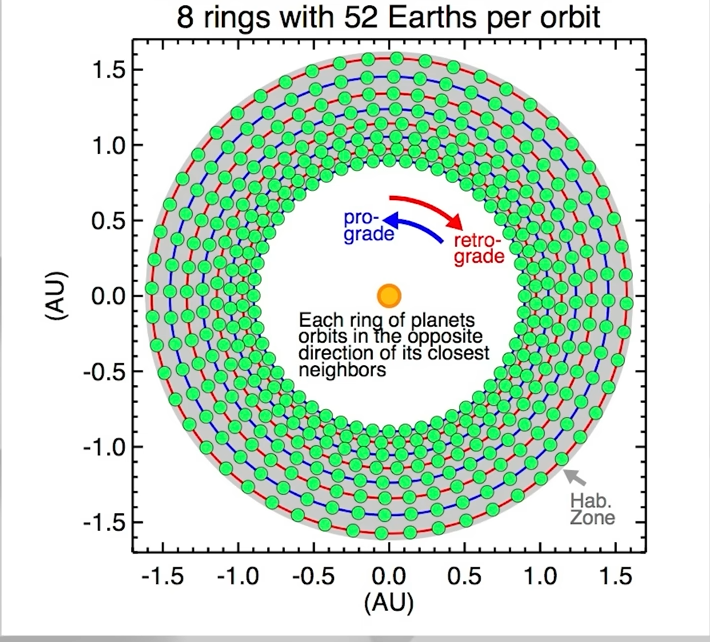 8 rings with 52 Earths per orbit
1.5
1.0
0.5
0.0
-0.5
-1.0
-1.5
(AU)
pro-
grade
retro-
grade
Each ring of planets
orbits in the opposite
direction of its closest
neighbors
Hab.
Zone
-1.5 -1.0 -0.5 0.0 0.5 1.0 1.5
(AU)